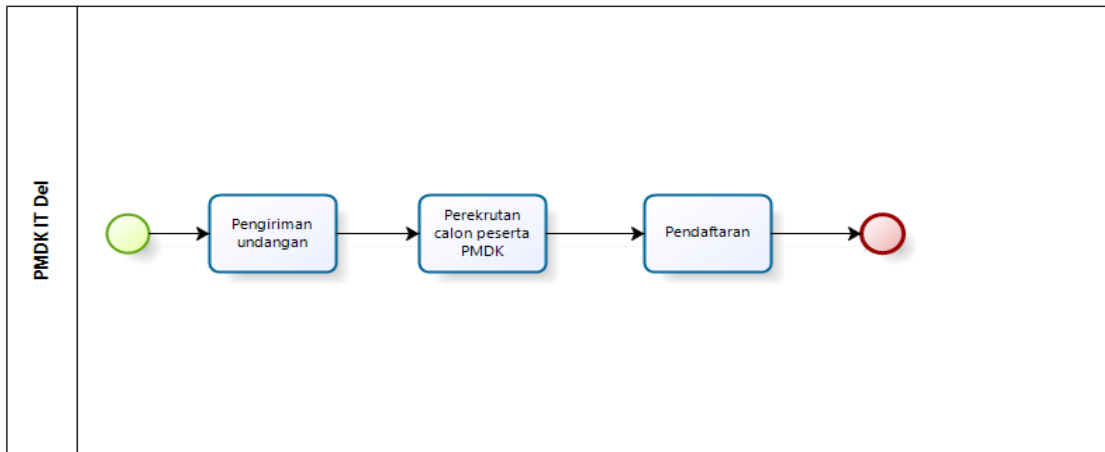 PMDK IT Del
Pengiriman
undangan
Perekrutan
calon peserta
PMDK
Pendaftaran